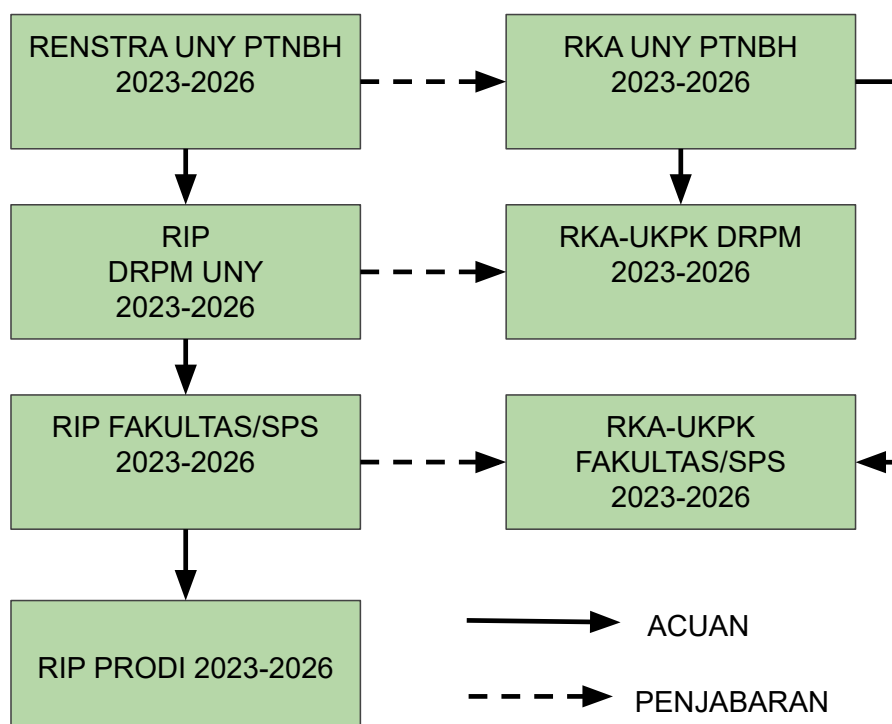 RENSTRA UNY PTNBH
2023-2026
RKA UNY PTNBH
2023-2026
RIP
DRPM UNY
2023-2026
RKA-UKPK DRPM
2023-2026
RIP FAKULTAS/SPS
2023-2026
RKA-UKPK
FAKULTAS/SPS
2023-2026
RIP PRODI 2023-2026
ACUAN
PENJABARAN